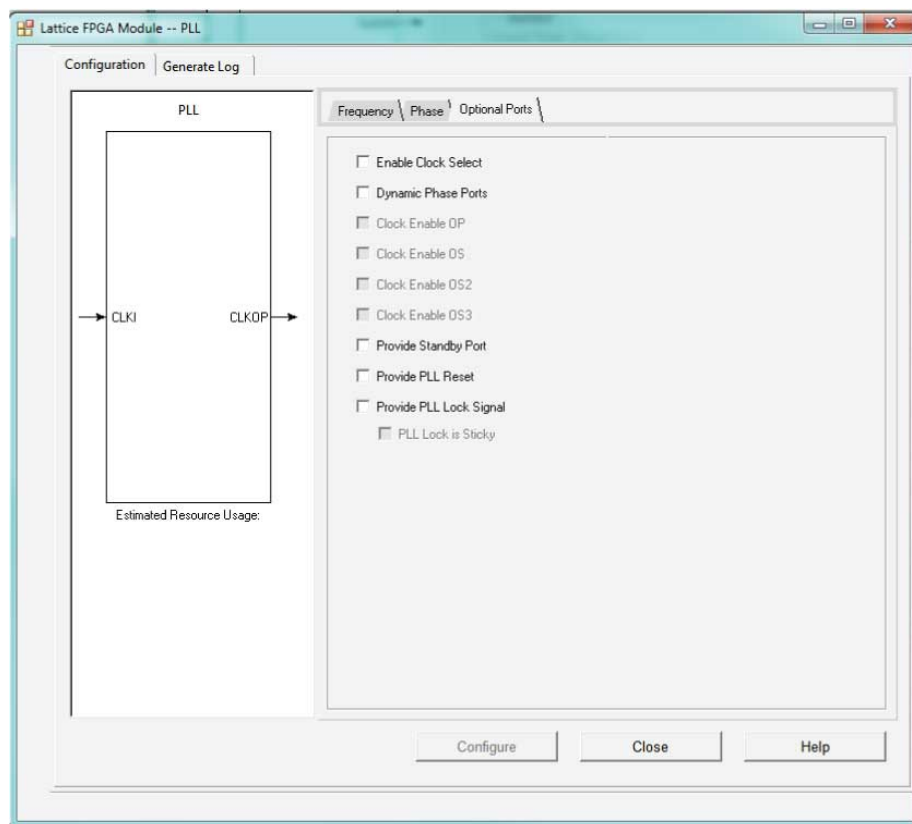 Lattice FPGA Module -- PLL
Configuration
Generate Log
PLL
CLKI
CLKOP
Estimated Resource Usage:
Frequency
Phase
Optional Ports
Enable Clock Select
Dynamic Phase Ports
Clock Enable OP
Clock Enable OS
Clock Enable OS2
Clock Enable OS3
Provide Standby Port
Provide PLL Reset
Provide PLL Lock Signal
PLL Lock is Sticky
Configure
Close
Help